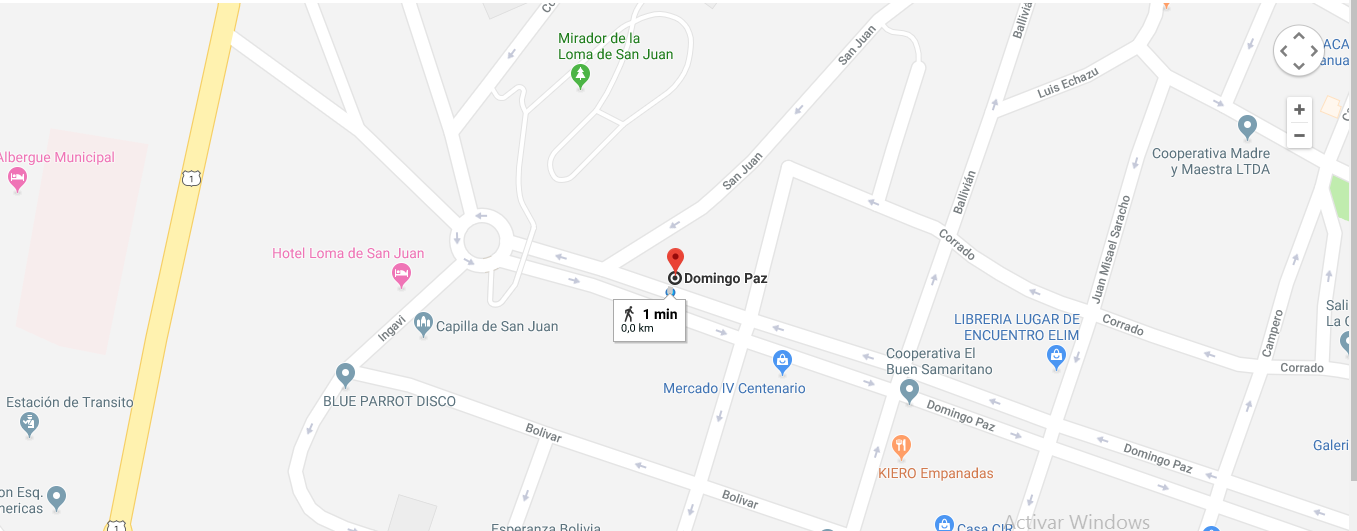 Co
Mirador de la
Loma de San Juan
San Juan
Ballivián
ACA
anua
Luis Echazu
Albergue Municipal
1
San Juan
Cooperativa Madre
y Maestra LTDA
Ballivián
Juan Misael Saracho
Corrado
Hotel Loma de San Juan
Domingo Paz
1 min
0,0 km
Ingavi
Capilla de San Juan
LIBRERIA LUGAR DE
ENCUENTRO ELIM
Corrado
Campero
Sali
La C
Cooperativa El
Buen Samaritano
Corrado
Mercado IV Centenario
BLUE PARROT DISCO
Estación de Transito
Domingo Paz
Bolivar
Domingo Paz
Galeri
KIERO Empanadas
on Esq.
mericas
Bolivar
1
Esperanza Bolivia
Casa CIR
Activar Windows